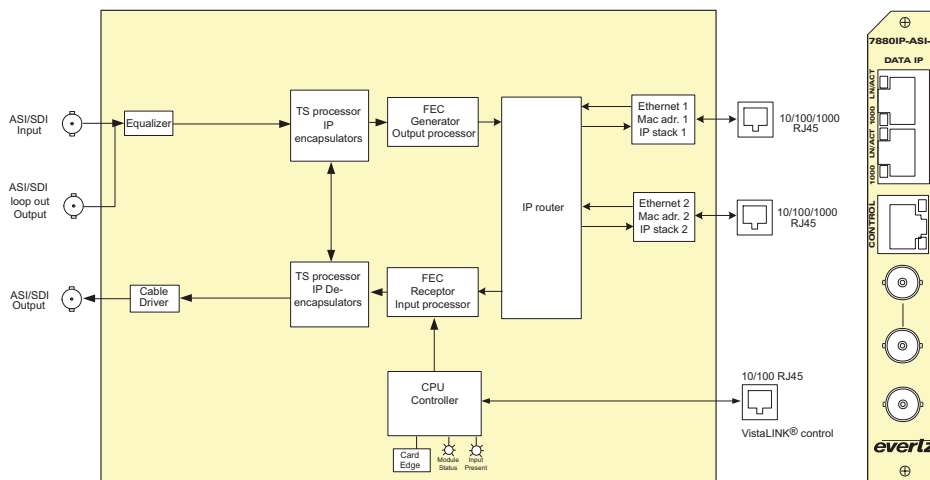 ASI/SDI
Input
Equalizer
TS processor
IP
encapsulators
FEC
Generator
Output processor
IP router
Ethernet 1
Mac adr. 1
IP stack 1
10/100/1000
RJ45
ASI/SDI
loop out
Output
Ethernet 2
Mac adr. 2
IP stack 2
10/100/1000
RJ45
ASI/SDI
Output
Cable
Driver
TS processor
IP De-
encapsulators
FEC
Receptor
Input processor
CPU
Controller
10/100 RJ45
VistaLINK® control
Card
Edge
Module
Status
Input
Present
7880IP-ASI-
DATA IP
LN/ACT
1000
LN/ACT
1000
CONTROL
evertz